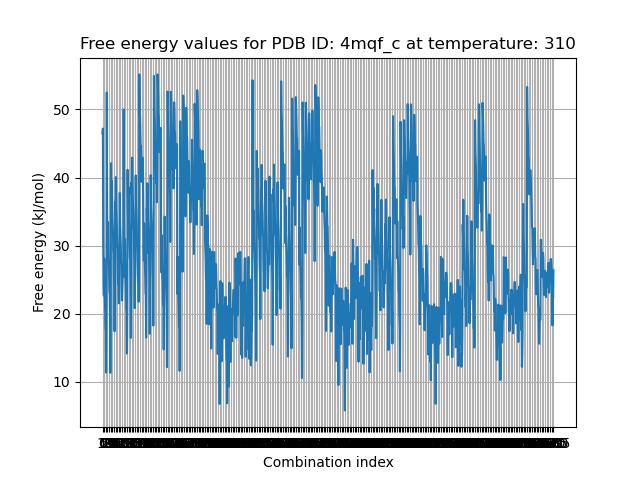 Free energy values for PDB ID: 4mqf_c at temperature: 310
Free energy (kJ/mol)
50
40
30
20
10
Combination index